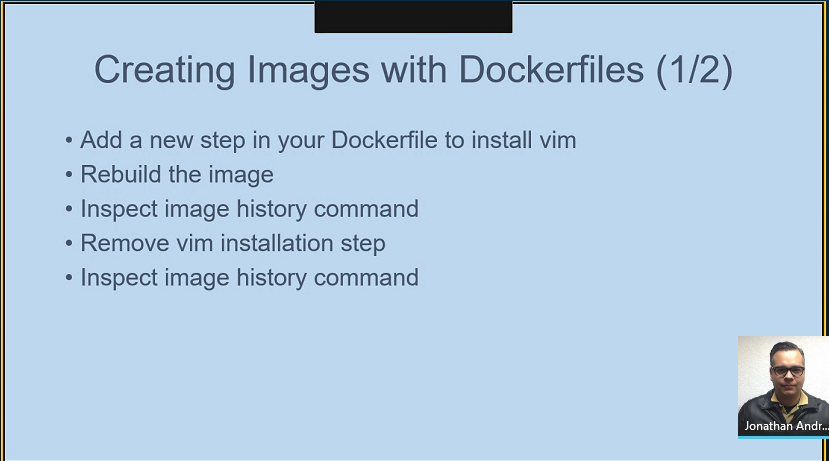 Creating Images with Dockerfiles (1/2)
• Add a new step in your Dockerfile to install vim
• Rebuild the image
• Inspect image history command
• Remove vim installation step
• Inspect image history command
Jonathan Andr...